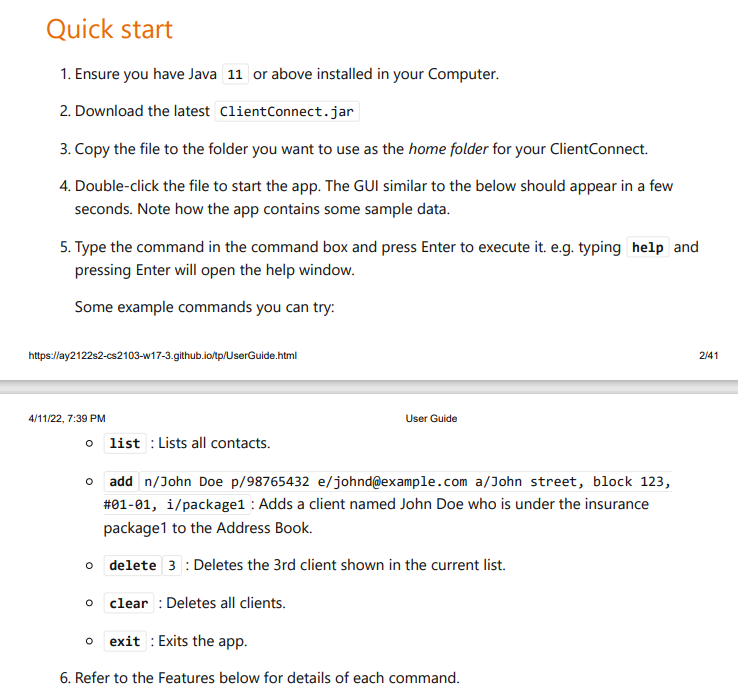 Quick start
1. Ensure you have Java 11 or above installed in your Computer.
2. Download the latest ClientConnect.jar
3. Copy the file to the folder you want to use as the home folder for your ClientConnect.
4. Double-click the file to start the app. The GUI similar to the below should appear in a few
seconds. Note how the app contains some sample data.
5. Type the command in the command box and press Enter to execute it. e.g. typing help and
pressing Enter will open the help window.
Some example commands you can try:
https://ay2122s2-cs2103-w17-3.github.io/tp/UserGuide.html 2/41
4/11/22, 7:39 PM User Guide
list : Lists all contacts.
add n/John Doe p/98765432 e/johnd@example.com a/John street, block 123,
#01-01, i/package1 : Adds a client named John Doe who is under the insurance
package1 to the Address Book.
delete 3 : Deletes the 3rd client shown in the current list.
clear : Deletes all clients.
exit : Exits the app.
6. Refer to the Features below for details of each command.